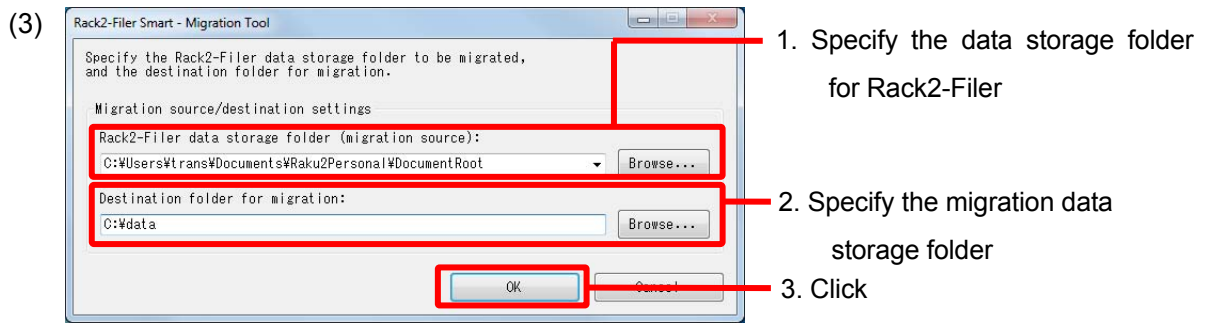 (3)
Rack2-Filer Smart - Migration Tool
Specify the Rack2-Filer data storage folder to be migrated,
and the destination folder for migration.
Migration source/destination settings
Rack2-Filer data storage folder (migration source):
C:¥Users¥trans¥Documents¥Raku2Personal¥DocumentRoot
Browse...
Destination folder for migration:
C:¥data
Browse...
OK
Cancel
1. Specify the data storage folder
for Rack2-Filer
2. Specify the migration data
storage folder
3. Click